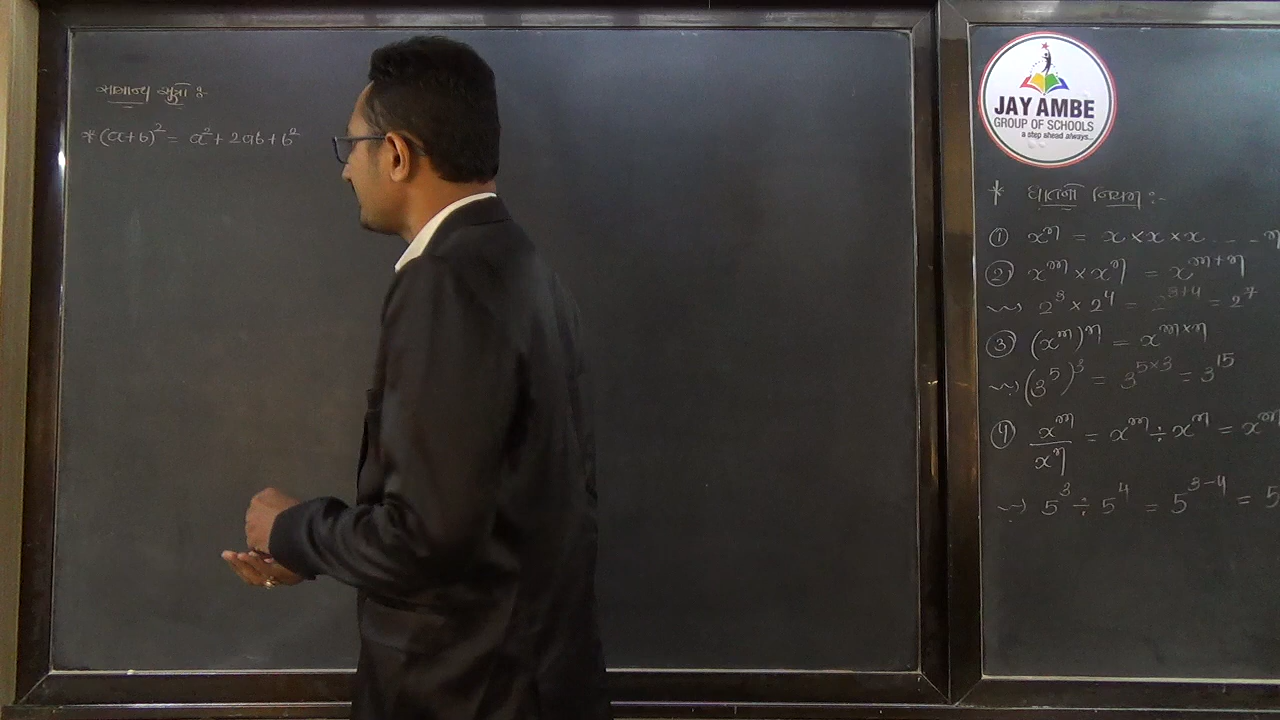 સામાન્ય સુત્રો :-
* (a+b)² = a² + 2ab + b²
JAY AMBE
GROUP OF SCHOOLS
a step ahead always...
* ઘાતના નિયમ :-
① xⁿ = x × x × x ... n
② xᵐ × xⁿ = xᵐ⁺ⁿ
~> 2³ × 2⁴ = 2³⁺⁴ = 2⁷
③ (xᵐ)ⁿ = xᵐ ˣ ⁿ
~> (3⁵)³ = 3⁵ˣ³ = 3¹⁵
④ xᵐ/xⁿ = xᵐ ÷ xⁿ = xᵐ
~> 5³ ÷ 5⁴ = 5³⁻⁴ = 5